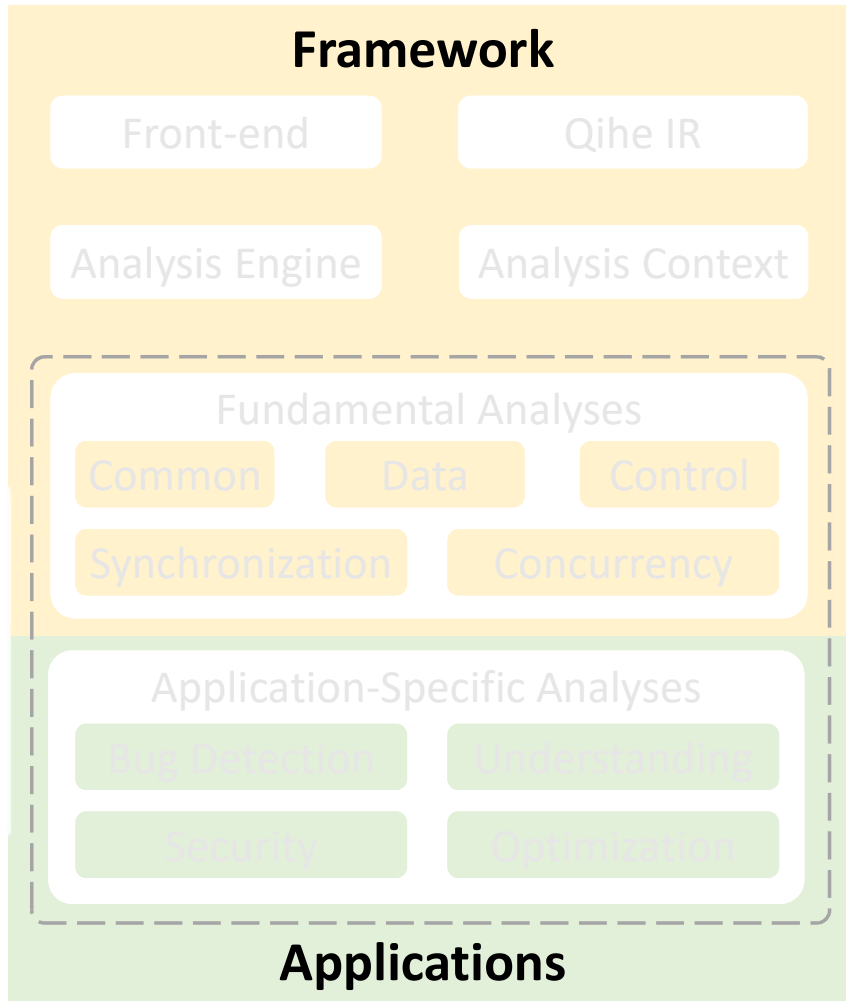 Framework
Front-end
Qihe IR
Analysis Engine
Analysis Context
Fundamental Analyses
Common
Data
Control
Synchronization
Concurrency
Application-Specific Analyses
Bug Detection
Understanding
Security
Optimization
Applications